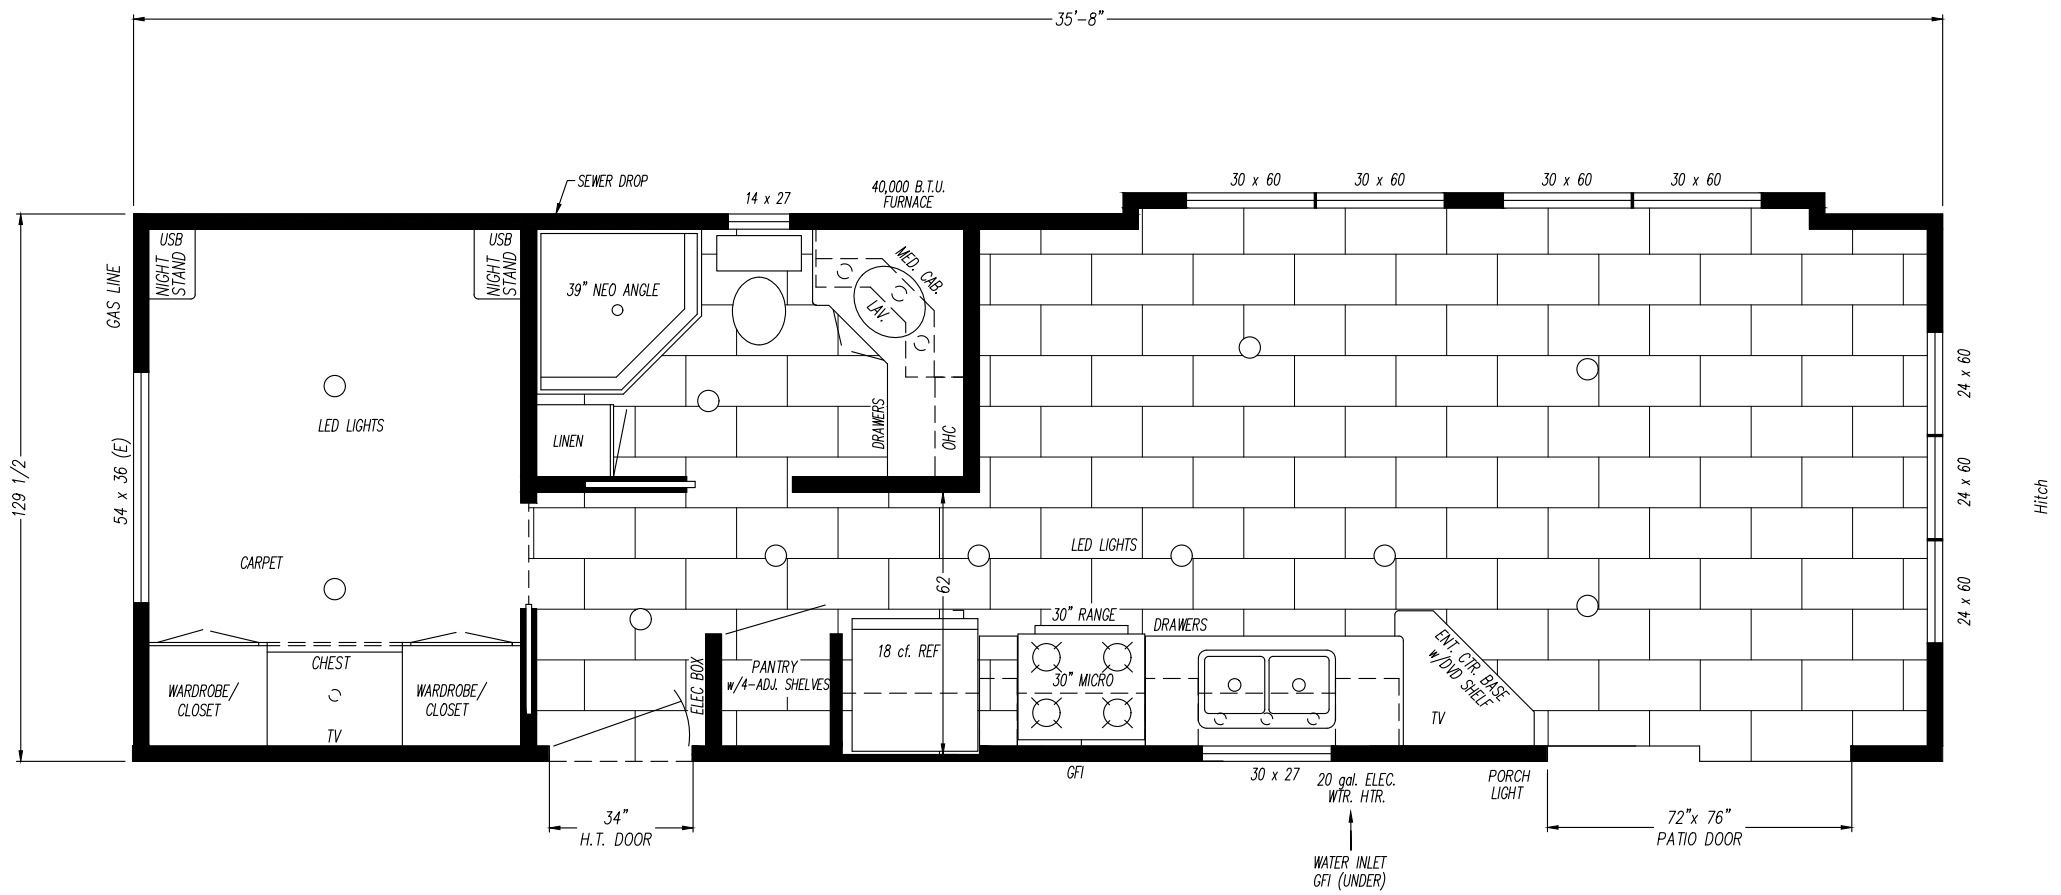 35'-8"
SEWER DROP
14 x 27
40,000 B.T.U.
FURNACE
30 x 60
30 x 60
30 x 60
30 x 60
USB
NIGHT
STAND
USB
NIGHT
STAND
GAS LINE
39" NEO ANGLE
MED. CAB.
LAV.
24 x 60
24 x 60
24 x 60
Hitch
LED LIGHTS
LINEN
DRAWERS
OHC
129 1/2
54 x 36 (E)
CARPET
LED LIGHTS
62
30" RANGE
DRAWERS
CHEST
WARDROBE/
CLOSET
WARDROBE/
CLOSET
TV
ELEC BOX
PANTRY
w/4-ADJ. SHELVES
18 cf. REF
30" MICRO
ENT. CTR. BASE
w/DVD SHELF
TV
GFI
30 x 27
20 gal. ELEC.
WTR. HTR.
PORCH
LIGHT
34"
H.T. DOOR
72"x 76"
PATIO DOOR
WATER INLET
GFI (UNDER)